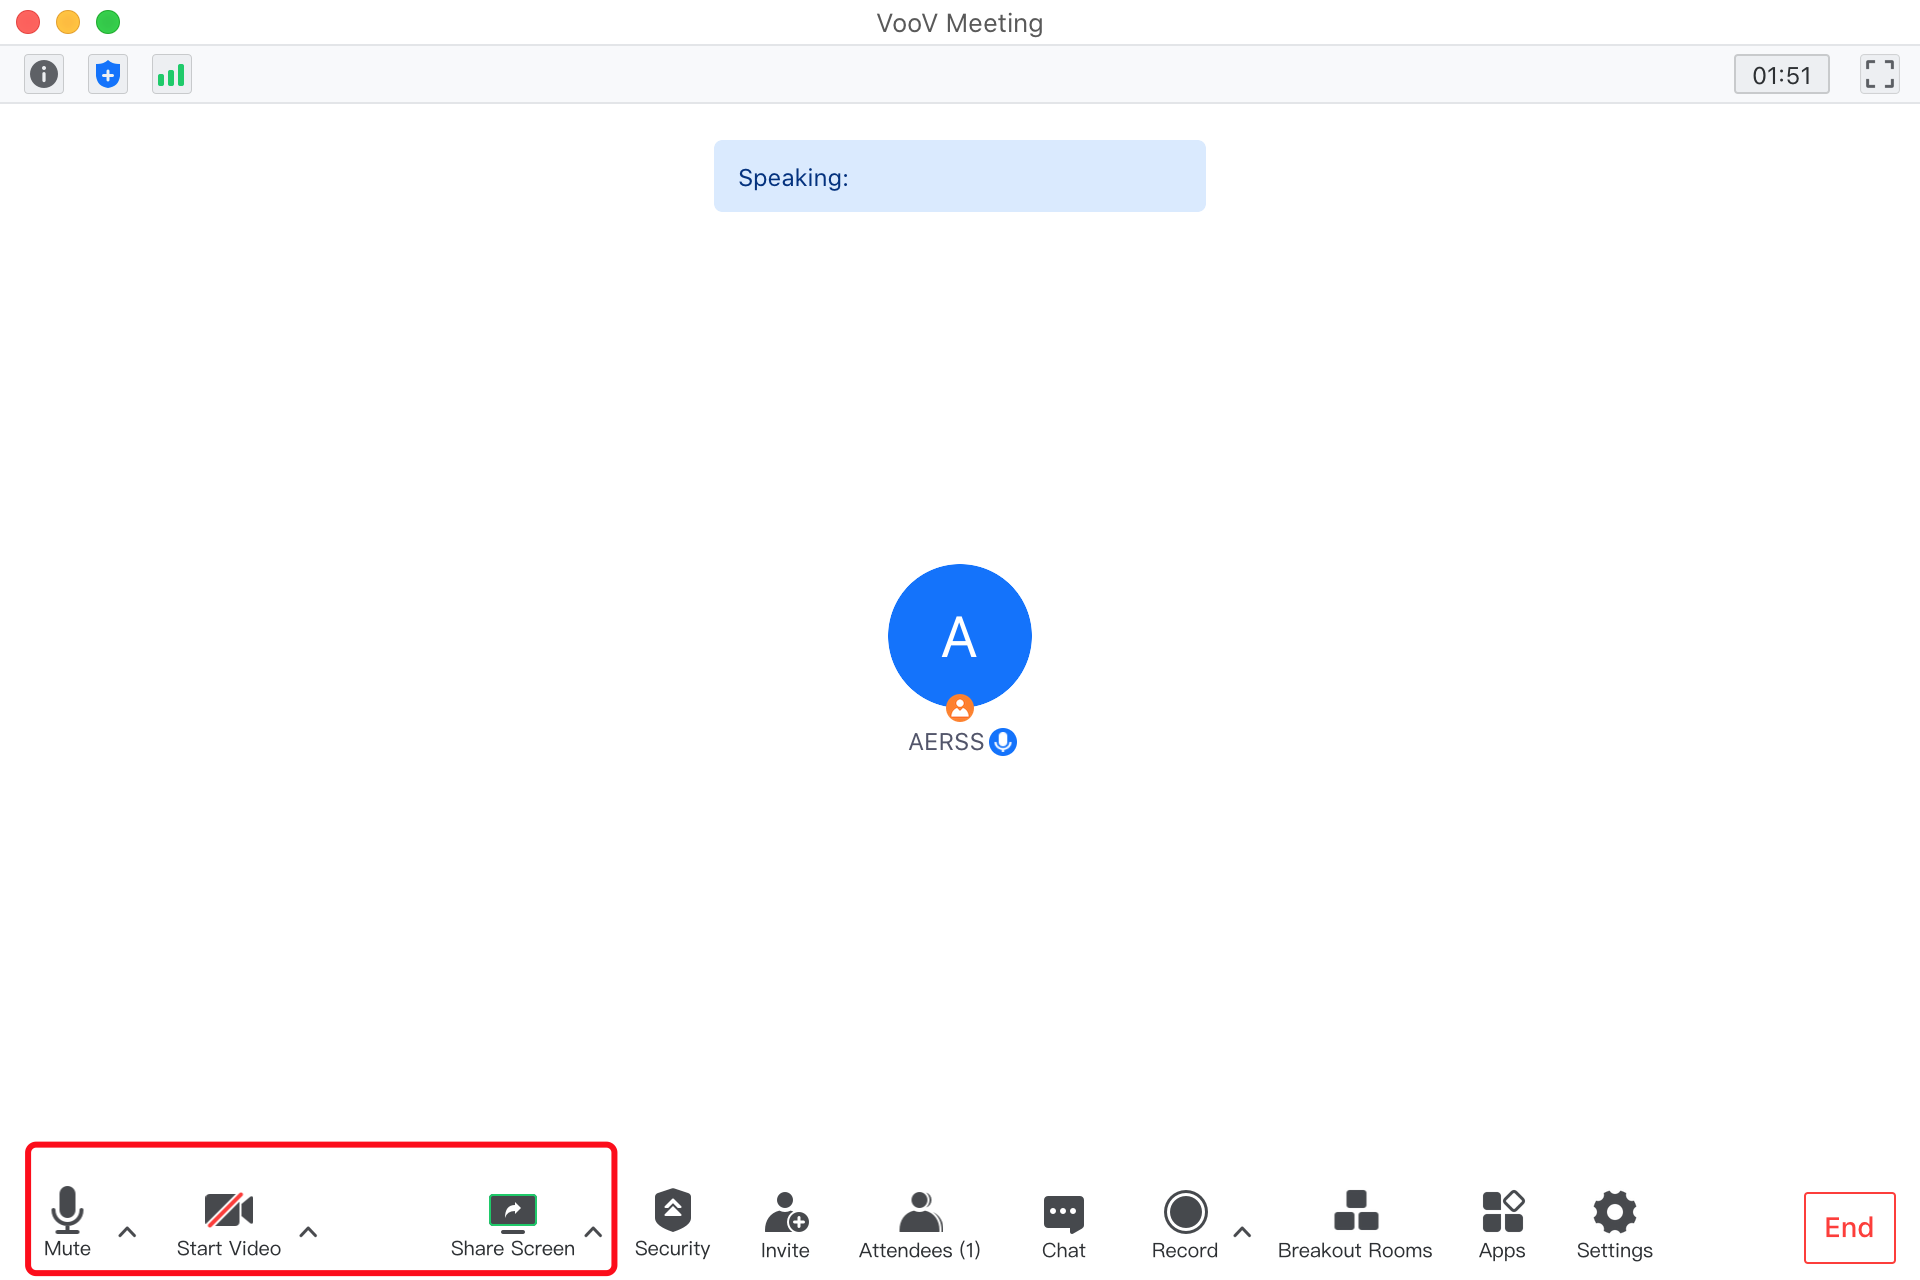 VooV Meeting
01:51
Speaking:
A
AERSS
Mute
Start Video
Share Screen
Security
Invite
Attendees (1)
Chat
Record
Breakout Rooms
Apps
Settings
End